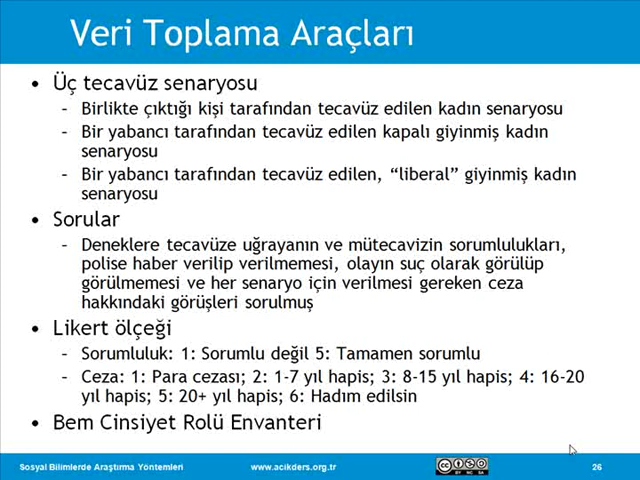 Veri Toplama Araçları
• Üç tecavüz senaryosu
– Birlikte çıktığı kişi tarafından tecavüz edilen kadın senaryosu
– Bir yabancı tarafından tecavüz edilen kapalı giyinmiş kadın
senaryosu
– Bir yabancı tarafından tecavüz edilen, “liberal” giyinmiş kadın
senaryosu
• Sorular
– Deneklere tecavüze uğrayanın ve mütecavizin sorumlulukları,
polise haber verilip verilmemesi, olayın suç olarak görülüp
görülmemesi ve her senaryo için verilmesi gereken ceza
hakkındaki görüşleri sorulmuş
• Likert ölçeği
– Sorumluluk: 1: Sorumlu değil 5: Tamamen sorumlu
– Ceza: 1: Para cezası; 2: 1-7 yıl hapis; 3: 8-15 yıl hapis; 4: 16-20
yıl hapis; 5: 20+ yıl hapis; 6: Hadım edilsin
• Bem Cinsiyet Rolü Envanteri
Sosyal Bilimlerde Araştırma Yöntemleri www.acikders.org.tr BY NC SA 26